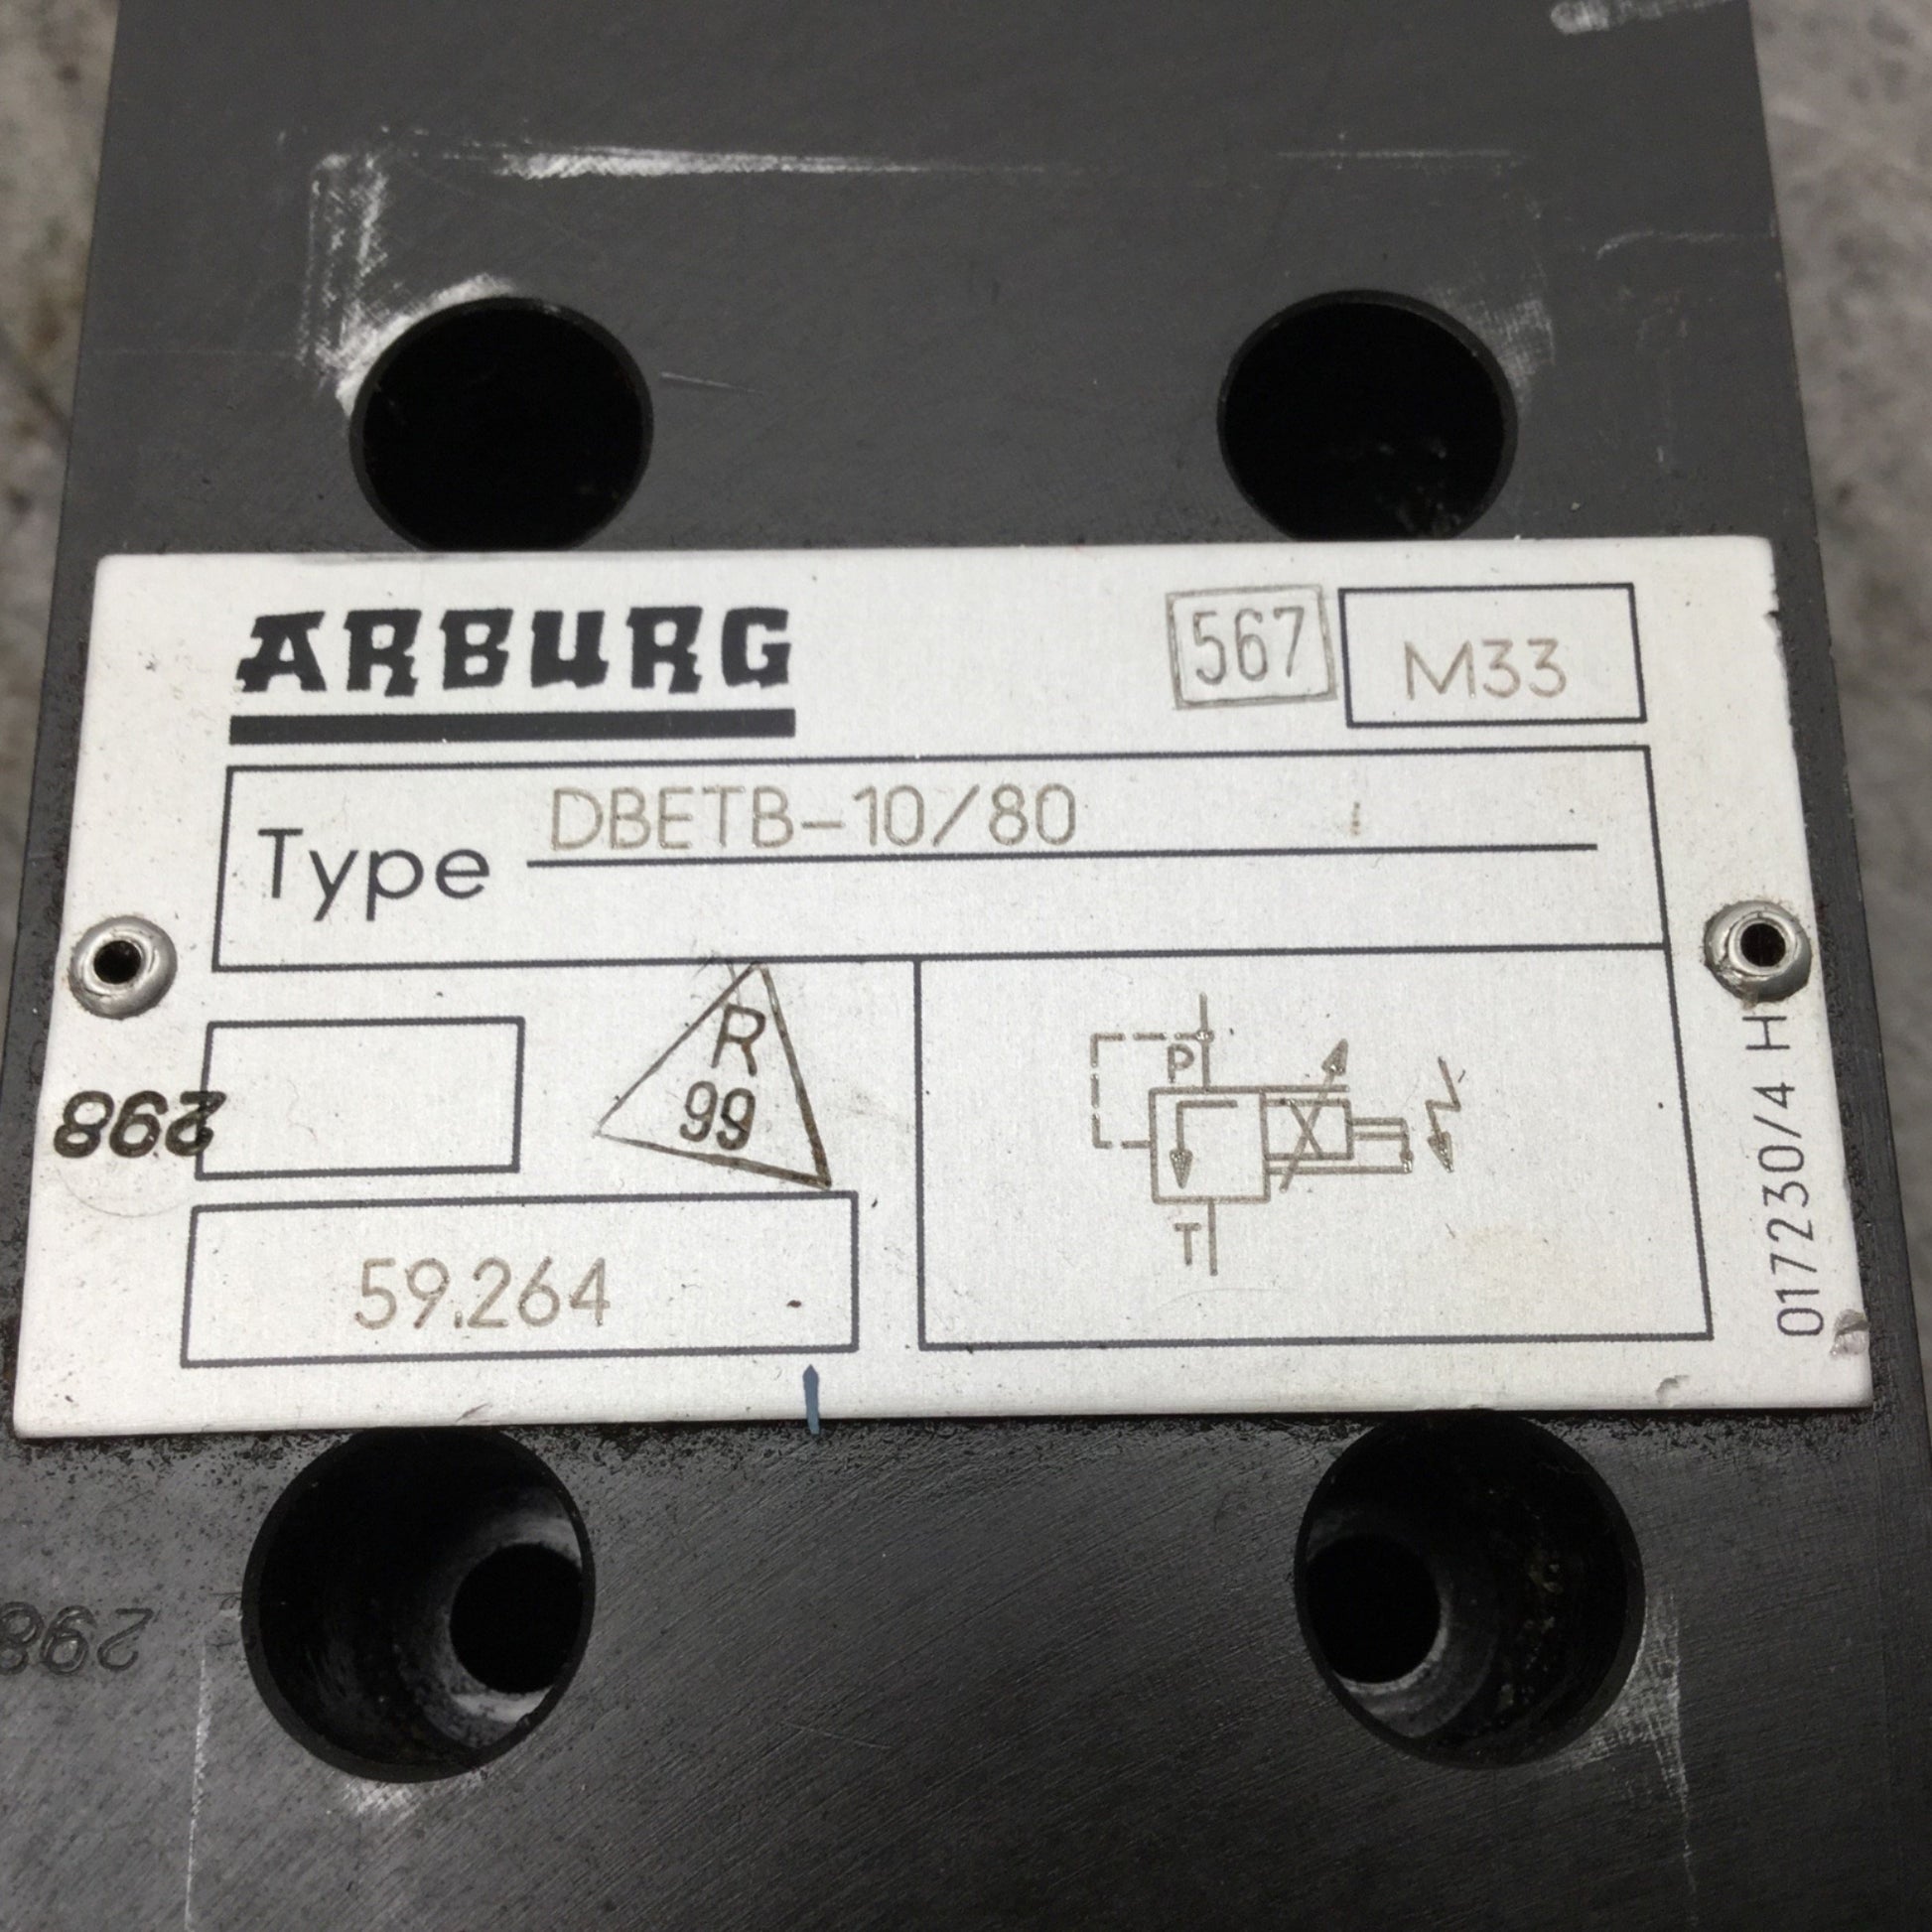 ARBURG
567
M33
Type DBETB-10/80
R
99
P
T
298
59.264
017230/4 H
298